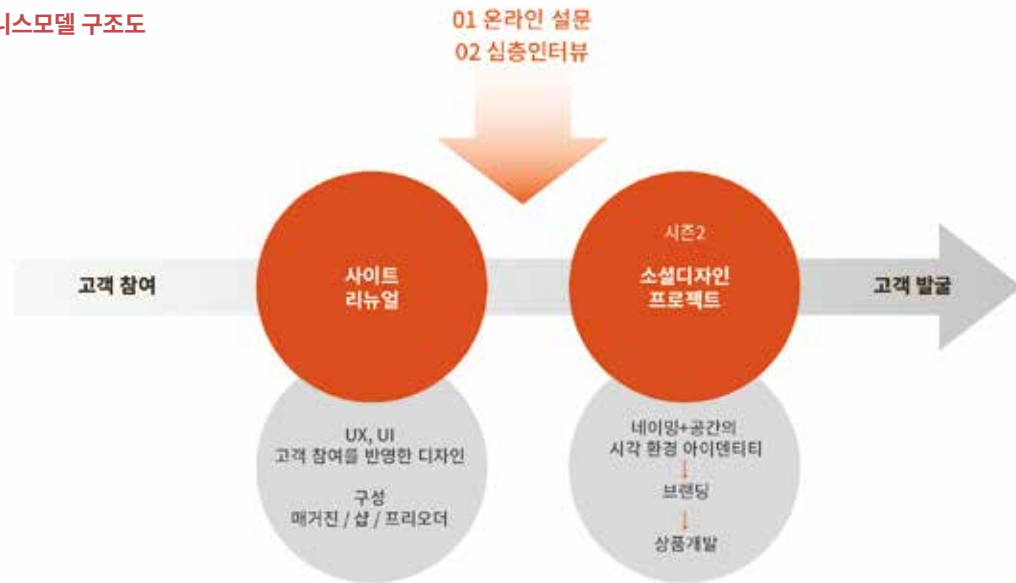 니스모델 구조도
01 온라인 설문
02 심층인터뷰
고객 참여
사이트
리뉴얼
시즌2
소셜디자인
프로젝트
고객 발굴
UX, UI
고객 참여를 반영한 디자인
구성
매거진 / 샵 / 프리오더
네이밍+공간의
시각 환경 아이덴티티
↓
브랜딩
↓
상품개발